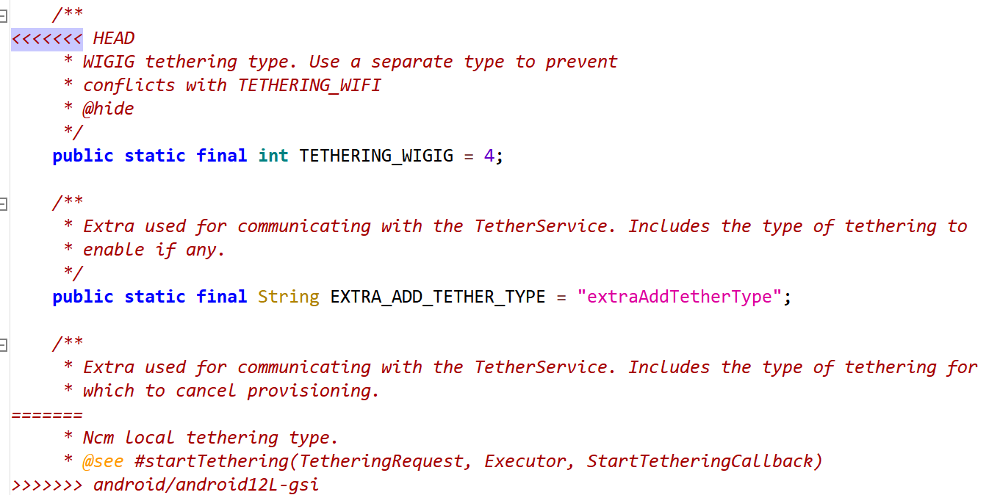 /**
<<<<<<< HEAD
* WIGIG tethering type. Use a separate type to prevent
* conflicts with TETHERING_WIFI
* @hide
*/
public static final int TETHERING_WIGIG = 4;
/**
* Extra used for communicating with the TetherService. Includes the type of tethering to
* enable if any.
*/
public static final String EXTRA_ADD_TETHER_TYPE = "extraAddTetherType";
/**
* Extra used for communicating with the TetherService. Includes the type of tethering for
* which to cancel provisioning.
=======
* Ncm local tethering type.
* @see #startTethering(TetheringRequest, Executor, StartTetheringCallback)
>>>>>>> android/android12L-gsi